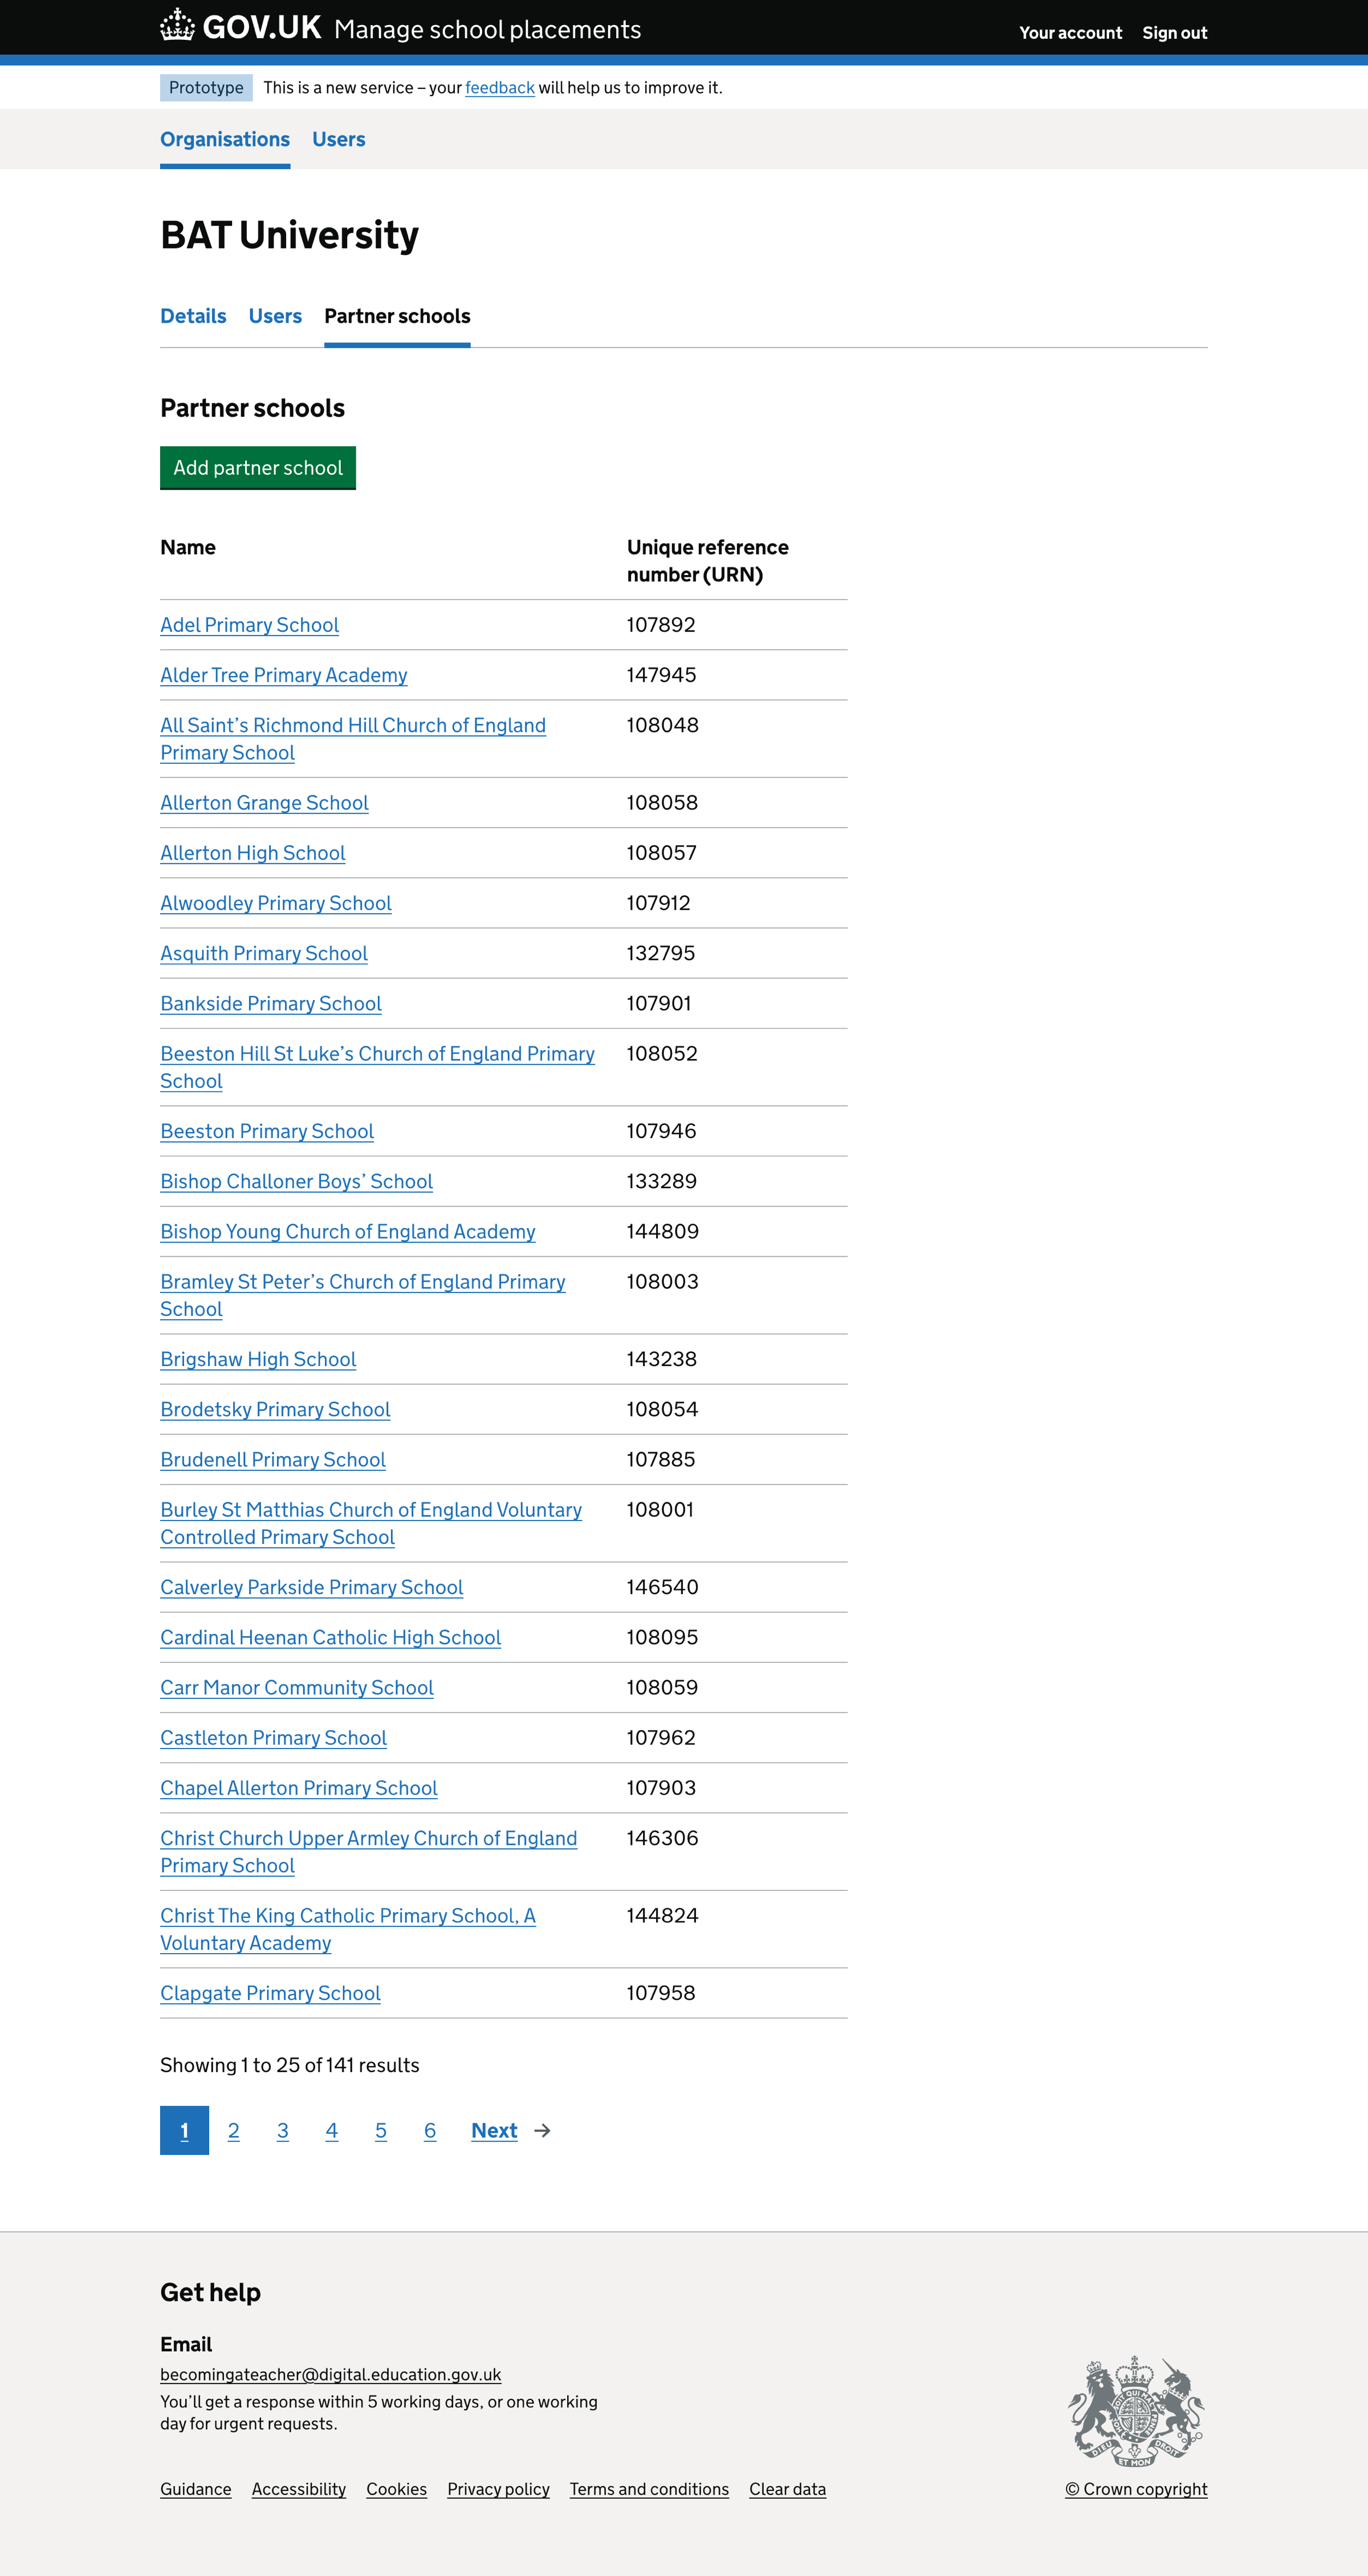 GOV.UK Manage school placements Your account Sign out
Prototype This is a new service – your feedback will help us to improve it.
Organisations Users
BAT University
Details Users Partner schools
Partner schools
Add partner school
Name Unique reference
number (URN)
Adel Primary School 107892
Alder Tree Primary Academy 147945
All Saint’s Richmond Hill Church of England 108048
Primary School
Allerton Grange School 108058
Allerton High School 108057
Alwoodley Primary School 107912
Asquith Primary School 132795
Bankside Primary School 107901
Beeston Hill St Luke’s Church of England Primary 108052
School
Beeston Primary School 107946
Bishop Challoner Boys’ School 133289
Bishop Young Church of England Academy 144809
Bramley St Peter’s Church of England Primary 108003
School
Brigshaw High School 143238
Brodetsky Primary School 108054
Brudenell Primary School 107885
Burley St Matthias Church of England Voluntary 108001
Controlled Primary School
Calverley Parkside Primary School 146540
Cardinal Heenan Catholic High School 108095
Carr Manor Community School 108059
Castleton Primary School 107962
Chapel Allerton Primary School 107903
Christ Church Upper Armley Church of England 146306
Primary School
Christ The King Catholic Primary School, A 144824
Voluntary Academy
Clapgate Primary School 107958
Showing 1 to 25 of 141 results
1 2 3 4 5 6 Next →
Get help
Email
becomingateacher@digital.education.gov.uk
You’ll get a response within 5 working days, or one working
day for urgent requests.
DIEU ET MON DROIT
Guidance Accessibility Cookies Privacy policy Terms and conditions Clear data © Crown copyright